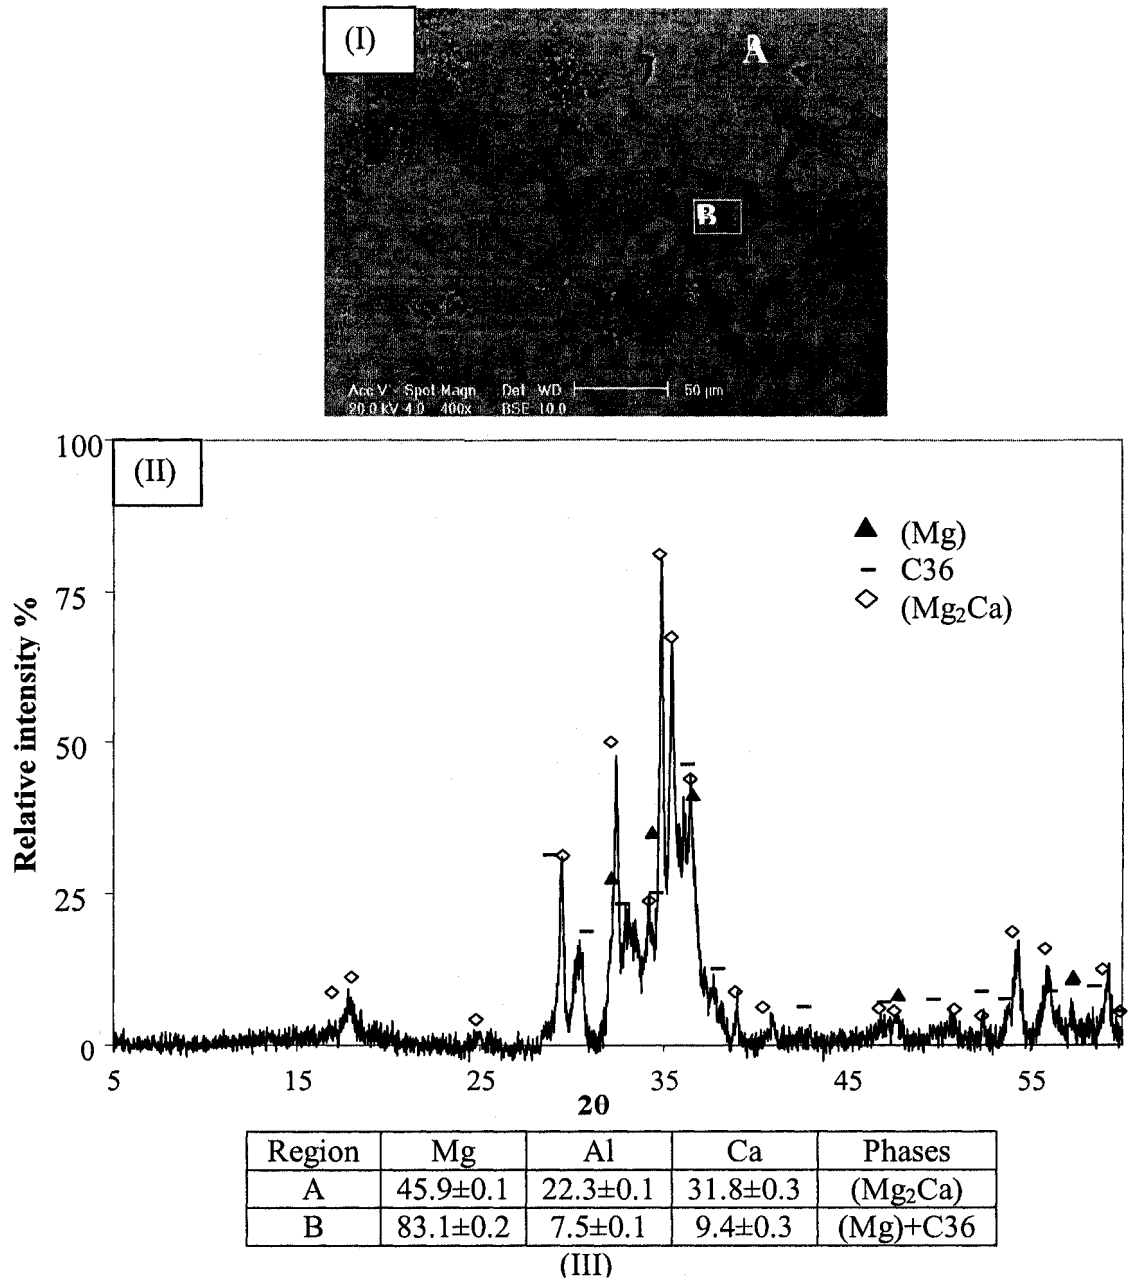 (I)
A
B
Acc.V Spot Magn Det WD 50 µm
20.0 kV 4.0 400x BSE 10.0
100
(II)
▲ (Mg)
– C36
◇ (Mg₂Ca)
75
50
25
0
Relative intensity %
5 15 25 35 45 55
2θ
Region Mg Al Ca Phases
A 45.9±0.1 22.3±0.1 31.8±0.3 (Mg₂Ca)
B 83.1±0.2 7.5±0.1 9.4±0.3 (Mg)+C36
(III)